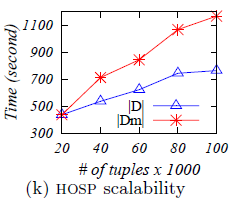 Time (second)
1100
900
700
500
300
|D|
|Dm|
20 40 60 80 100
# of tuples x 1000
(k) HOSP scalability